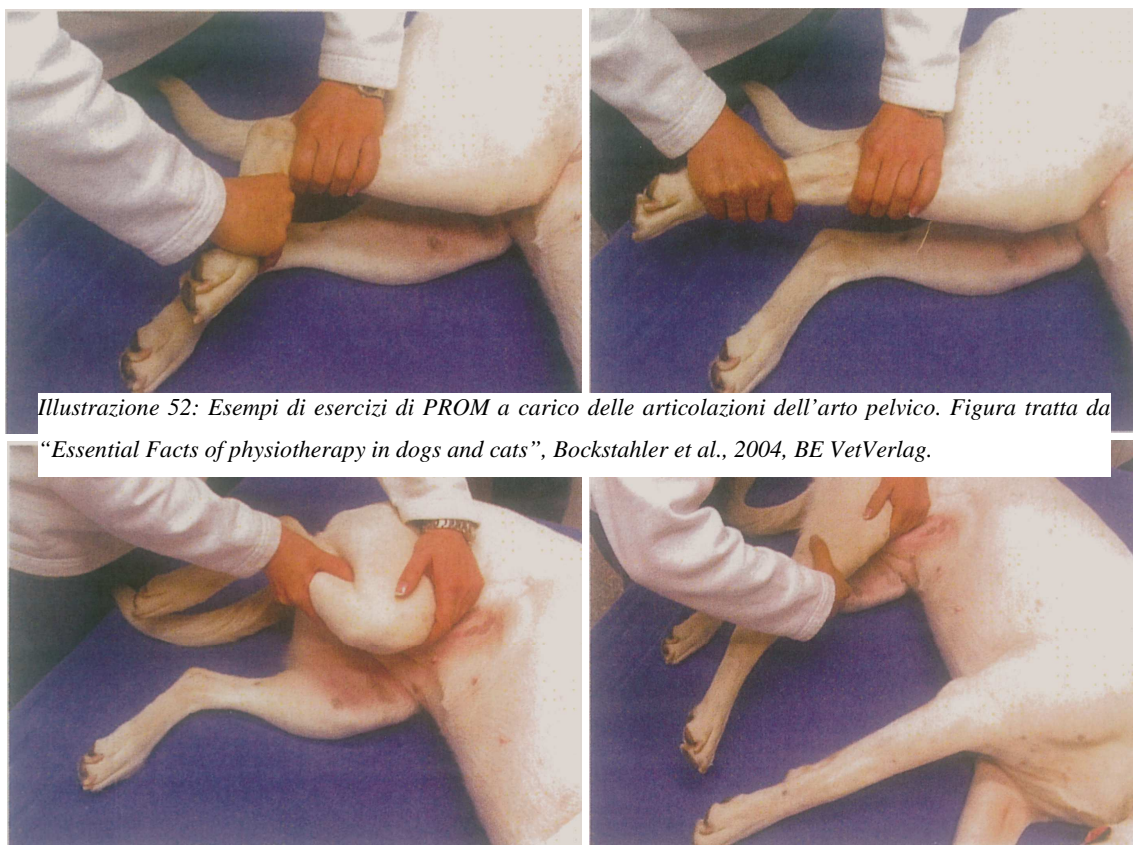 Illustrazione 52: Esempi di esercizi di PROM a carico delle articolazioni dell'arto pelvico. Figura tratta da
“Essential Facts of physiotherapy in dogs and cats”, Bockstahler et al., 2004, BE VetVerlag.